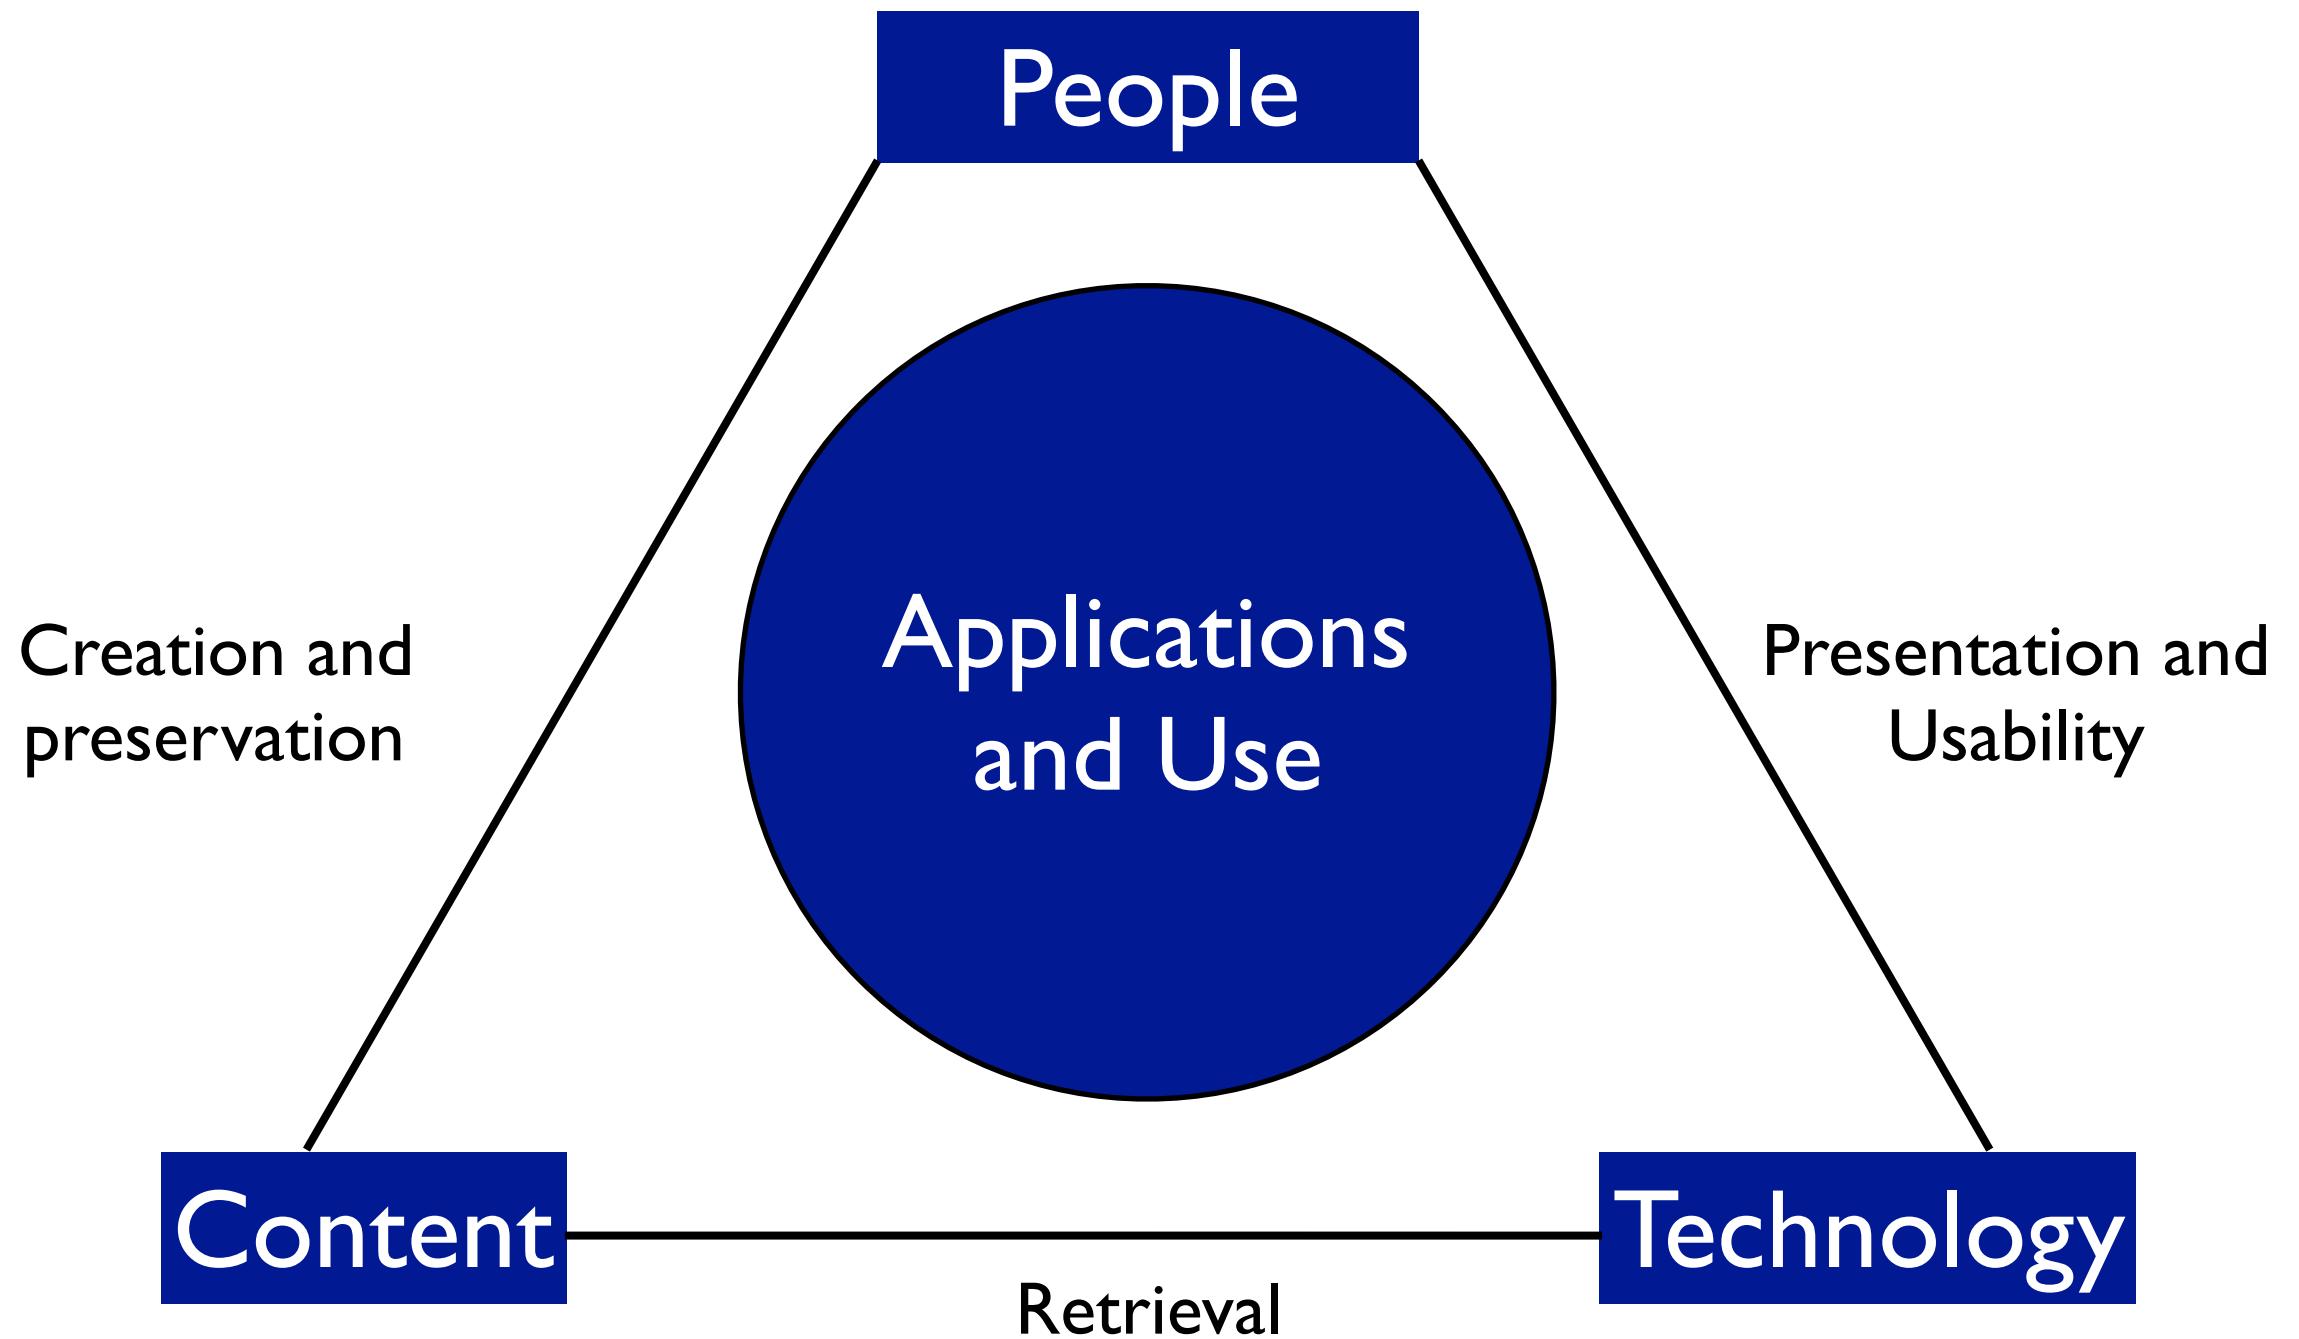 People
Applications
and Use
Creation and
preservation
Presentation and
Usability
Content
Technology
Retrieval